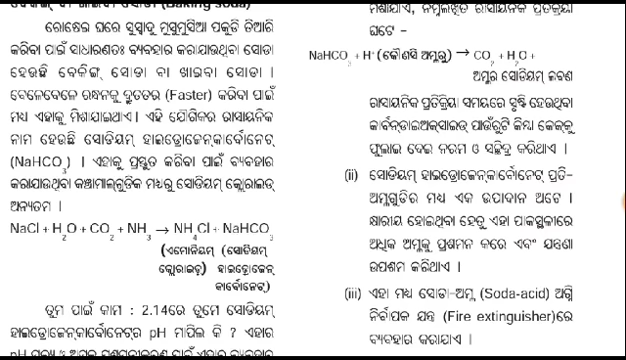 ବେକିଙ୍ଗ୍ ବା ଖାଇବା ସୋଡା (Baking soda)
ରୋଷେଇ ଘରେ ସୁସ୍ୱାଦୁ ମୁସୁମୁସିଆ ପକୁଡି ତିଆରି
କରିବା ପାଇଁ ସାଧାରଣତଃ ବ୍ୟବହାର କରାଯାଉଥିବା ସୋଡା
ହେଉଛି ବେକିଙ୍ଗ୍ ସୋଡା ବା ଖାଇବା ସୋଡା ।
ବେଳେବେଳେ ରନ୍ଧନକୁ ଦ୍ରୁତତର (Faster) କରିବା ପାଇଁ
ମଧ୍ୟ ଏହାକୁ ମିଶାଯାଇଥାଏ । ଏହି ଯୌଗିକର ରାସାୟନିକ
ନାମ ହେଉଛି ସୋଡିୟମ୍ ହାଇଡ୍ରୋଜେନ୍‌କାର୍ବୋନେଟ୍
(NaHCO₃) । ଏହାକୁ ପ୍ରସ୍ତୁତ କରିବା ପାଇଁ ବ୍ୟବହାର
କରାଯାଉଥିବା କଞ୍ଚାମାଲଗୁଡିକ ମଧ୍ୟରୁ ସୋଡିୟମ୍ କ୍ଲୋରାଇଡ୍
ଅନ୍ୟତମ ।
NaCl + H₂O + CO₂ + NH₃ → NH₄Cl + NaHCO₃
(ଏମୋନିୟମ୍ (ସୋଡିୟମ୍
କ୍ଲୋରାଇଡ୍) ହାଇଡ୍ରୋଜେନ୍
କାର୍ବୋନେଟ୍)
ତୁମ ପାଇଁ କାମ : 2.14ରେ ତୁମେ ସୋଡିୟମ୍
ହାଇଡ୍ରୋଜେନ୍‌କାର୍ବୋନେଟ୍‌ର pH ମାପିଲ କି ? ଏହାର
ମିଶାଯାଏ, ନିମ୍ନଲିଖିତ ରାସାୟନିକ ପ୍ରତିକ୍ରିୟା
ଘଟେ –
NaHCO₃ + H⁺ (କୌଣସି ଅମ୍ଳରୁ) → CO₂ + H₂O +
ଅମ୍ଳର ସୋଡିୟମ୍ ଲବଣ
ରାସାୟନିକ ପ୍ରତିକ୍ରିୟା ସମୟରେ ସୃଷ୍ଟି ହେଉଥିବା
କାର୍ବନ୍‌ଡାଇଅକ୍‌ସାଇଡ୍ ପାଉଁରୁଟି କିମ୍ବା କେକ୍‌କୁ
ଫୁଲାଇ ଦେଇ ନରମ ଓ ସଚ୍ଛିଦ୍ର କରିଥାଏ ।
(ii) ସୋଡିୟମ୍ ହାଇଡ୍ରୋଜେନ୍‌କାର୍ବୋନେଟ୍ ପ୍ରତି-
ଅମ୍ଳଗୁଡିର ମଧ୍ୟ ଏକ ଉପାଦାନ ଅଟେ ।
କ୍ଷାରୀୟ ହୋଇଥିବା ହେତୁ ଏହା ପାକସ୍ଥଳୀରେ
ଅଧିକ ଅମ୍ଳକୁ ପ୍ରଶମନ କରେ ଏବଂ ଯନ୍ତ୍ରଣା
ଉପଶମ କରିଥାଏ ।
(iii) ଏହା ମଧ୍ୟ ସୋଡା-ଅମ୍ଳ (Soda-acid) ଅଗ୍ନି
ନିର୍ବାପକ ଯନ୍ତ୍ର (Fire extinguisher)ରେ
ବ୍ୟବହାର କରାଯାଏ ।